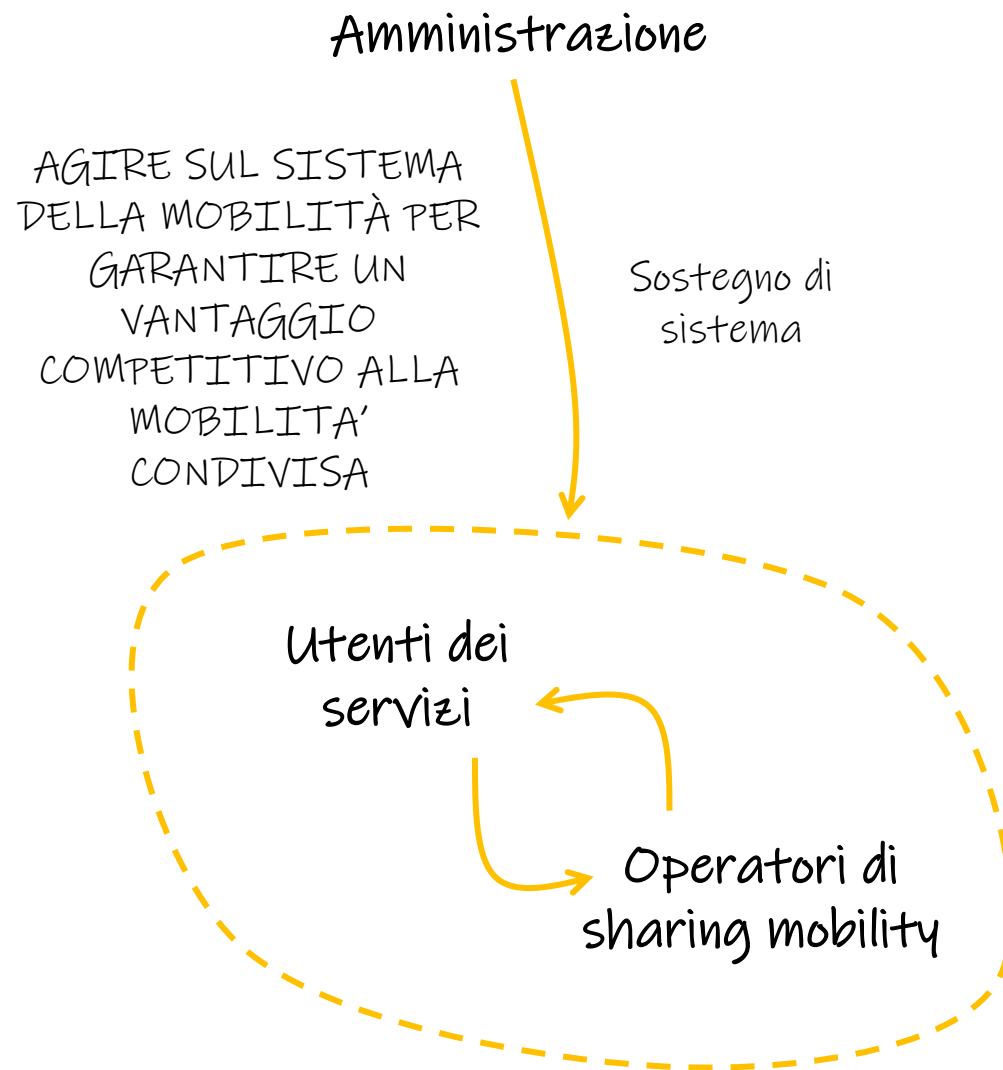 Amministrazione
AGIRE SUL SISTEMA
DELLA MOBILITÀ PER
GARANTIRE UN
VANTAGGIO
COMPETITIVO ALLA
MOBILITA'
CONDIVISA
Sostegno di
sistema
Utenti dei
servizi
Operatori di
sharing mobility